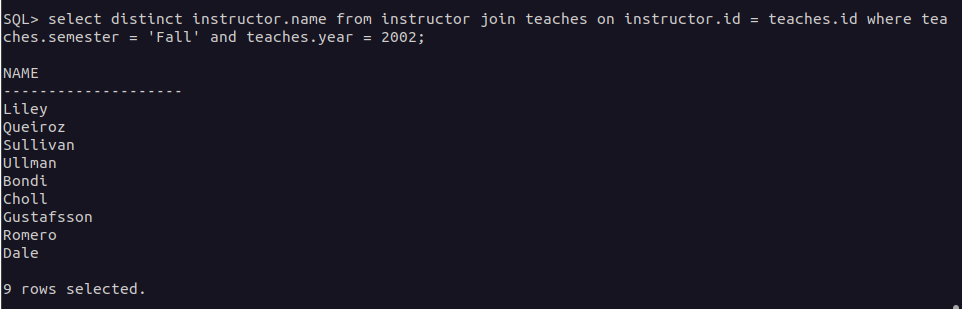 SQL> select distinct instructor.name from instructor join teaches on instructor.id = teaches.id where tea
ches.semester = 'Fall' and teaches.year = 2002;
NAME
--------------------
Liley
Queiroz
Sullivan
Ullman
Bondi
Choll
Gustafsson
Romero
Dale
9 rows selected.